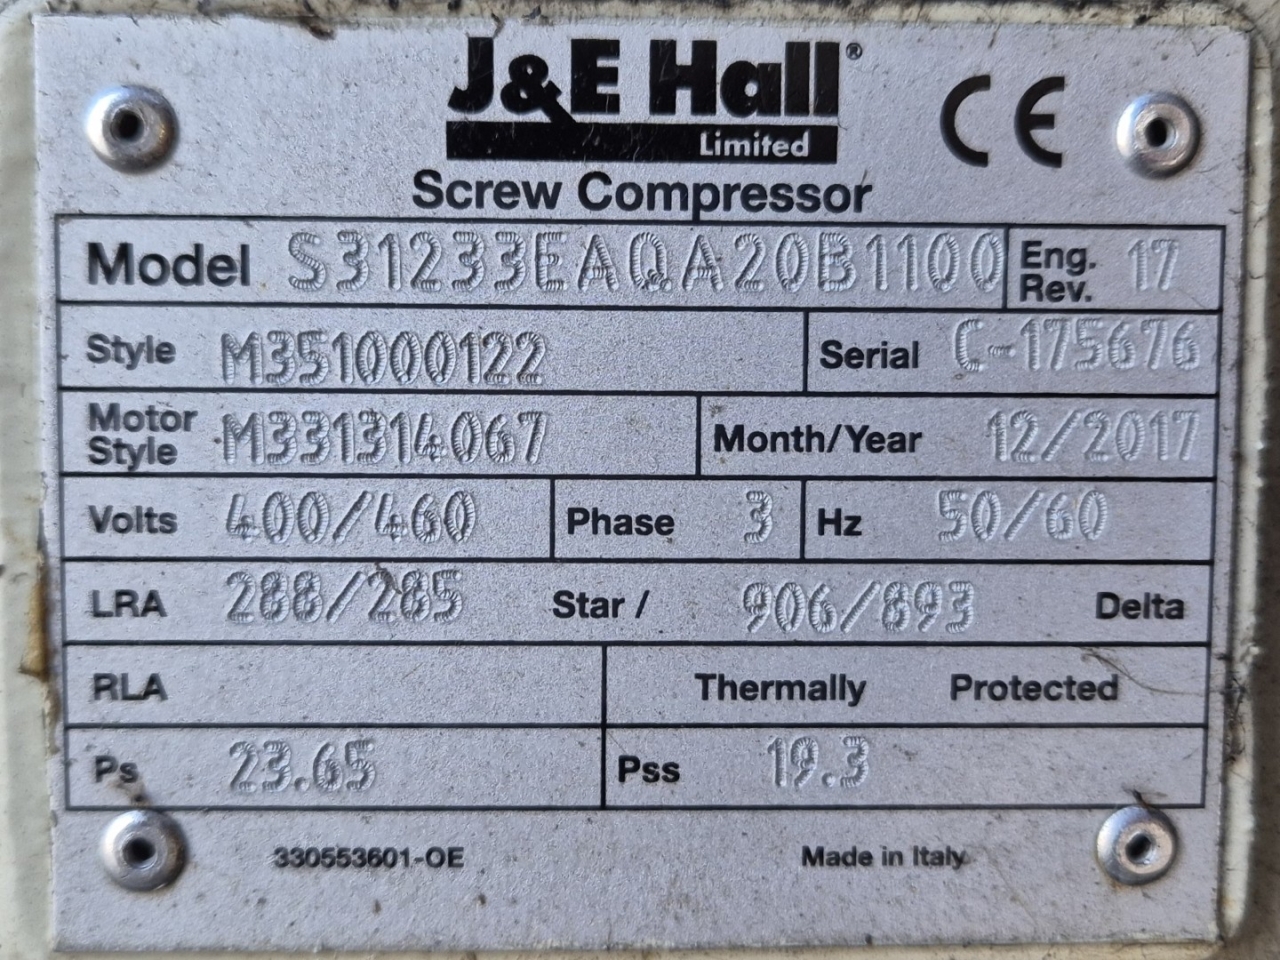 J&E Hall®
Limited
CE
Screw Compressor
Model S31233EAQA20B1100 Eng. Rev. 17
Style M351000122 Serial C-175676
Motor Style M331314067 Month/Year 12/2017
Volts 400/460 Phase 3 Hz 50/60
LRA 288/285 Star / 906/893 Delta
RLA Thermally Protected
Ps 23.65 Pss 19.3
330553601-OE Made in Italy